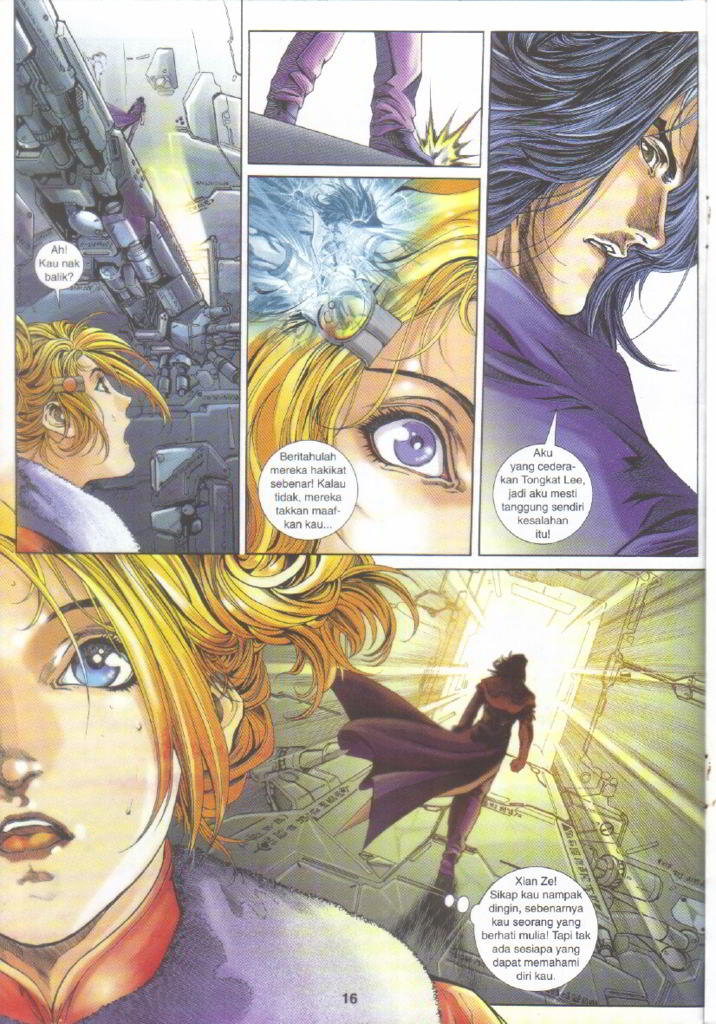 Ah!
Kau nak
balik?
Beritahulah
mereka hakikat
sebenar! Kalau
tidak, mereka
takkan maaf-
kan kau...
Aku
yang cedera-
kan Tongkat Lee,
jadi aku mesti
tanggung sendiri
kesalahan
itu!
Xian Ze!
Sikap kau nampak
dingin, sebenarnya
kau seorang yang
berhati mulia! Tapi tak
ada sesiapa yang
dapat memahami
diri kau.
16